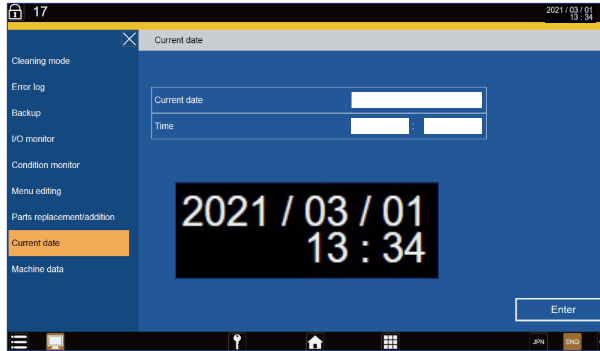 17
2021 / 03 / 01
13 : 34
Current date
Cleaning mode
Error log
Backup
I/O monitor
Condition monitor
Menu editing
Parts replacement/addition
Current date
Machine data
Current date
Time
:
2021 / 03 / 01
13 : 34
Enter
JPN ENG